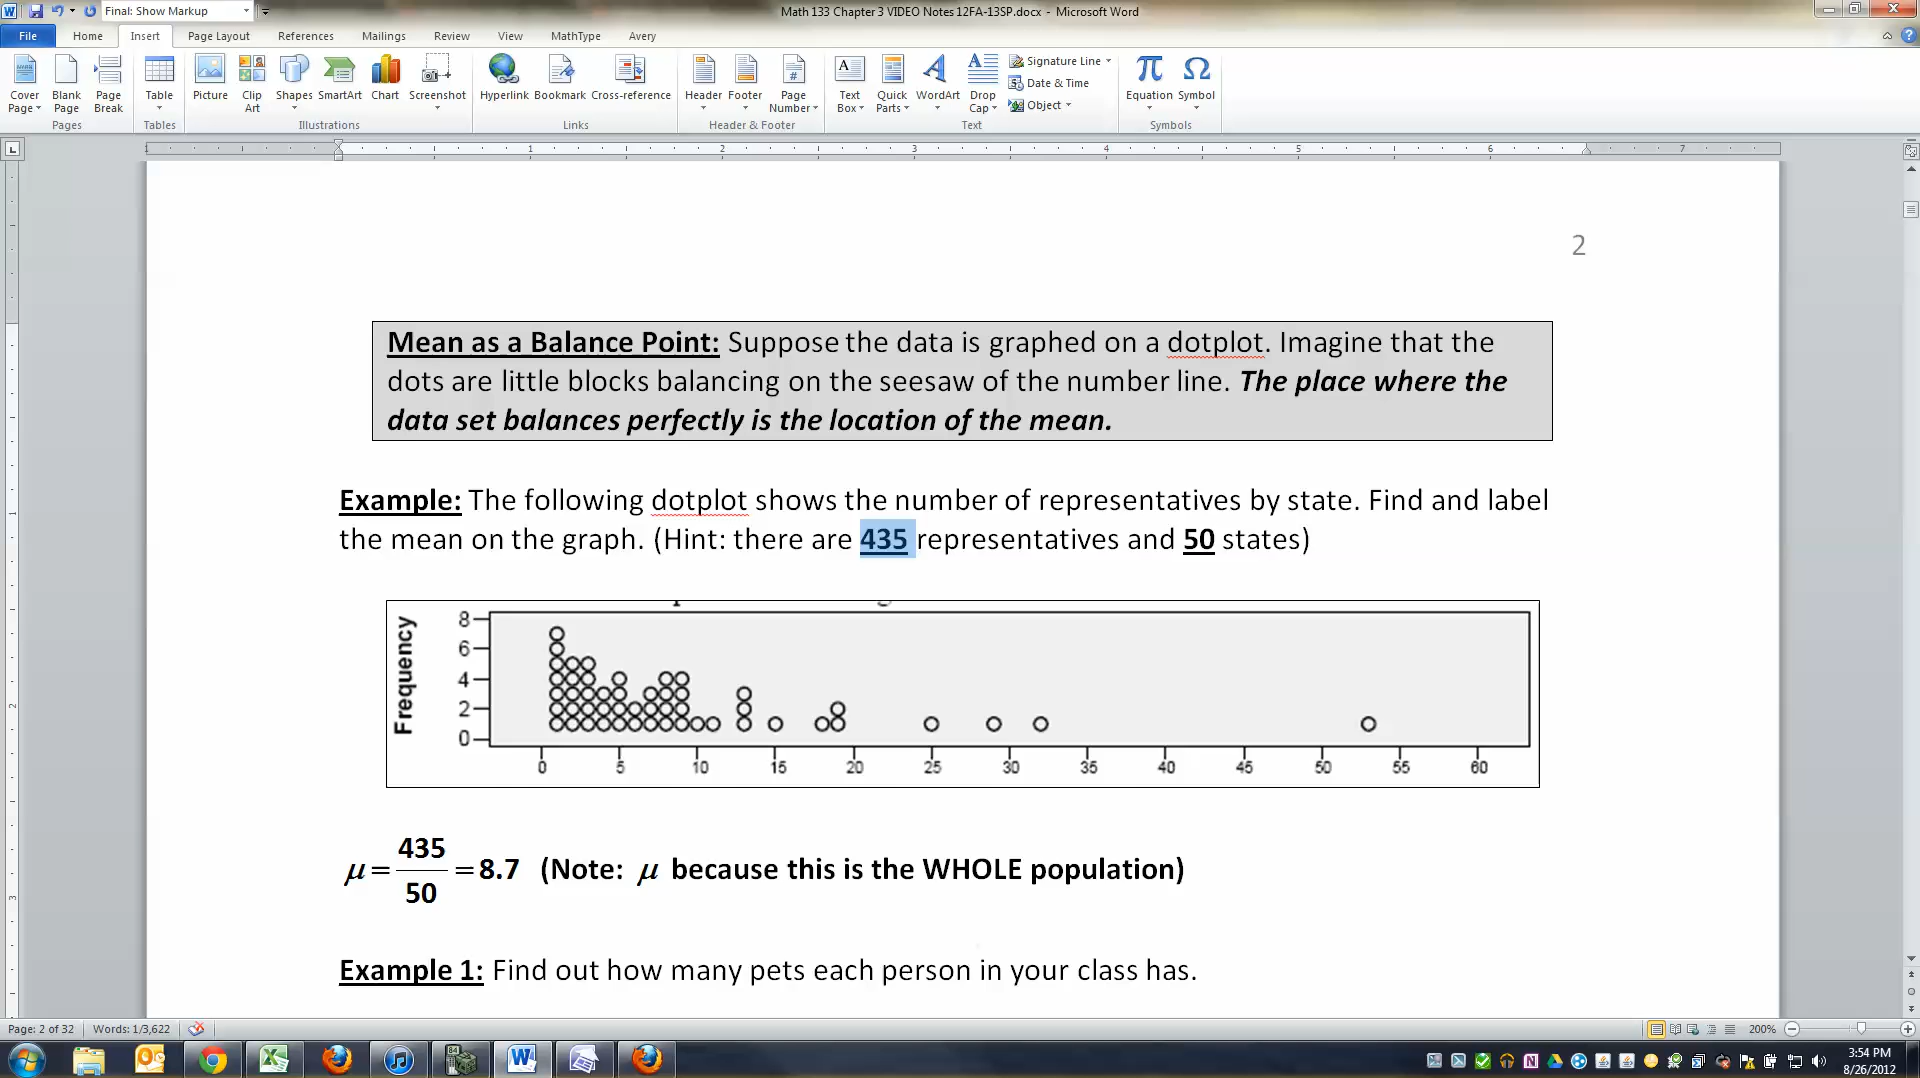 Final: Show Markup
Math 133 Chapter 3 VIDEO Notes 12FA-13SP.docx - Microsoft Word
File Home Insert Page Layout References Mailings Review View MathType Avery
Cover Page Blank Page Page Break
Table
Picture Clip Art Shapes SmartArt Chart Screenshot
Hyperlink Bookmark Cross-reference
Header Footer Page Number
Text Box Quick Parts WordArt Drop Cap
Signature Line
Date & Time
Object
Equation Symbol
Pages Tables Illustrations Links Header & Footer Text Symbols
1 1 2 3 4 5 6 7
2
Mean as a Balance Point: Suppose the data is graphed on a dotplot. Imagine that the
dots are little blocks balancing on the seesaw of the number line. The place where the
data set balances perfectly is the location of the mean.
Example: The following dotplot shows the number of representatives by state. Find and label
the mean on the graph. (Hint: there are 435 representatives and 50 states)
Frequency
8
6
4
2
0
0 5 10 15 20 25 30 35 40 45 50 55 60
μ = 435/50 = 8.7 (Note: μ because this is the WHOLE population)
Example 1: Find out how many pets each person in your class has.
Page: 2 of 32 Words: 1/3,622
200%
3:54 PM
8/26/2012